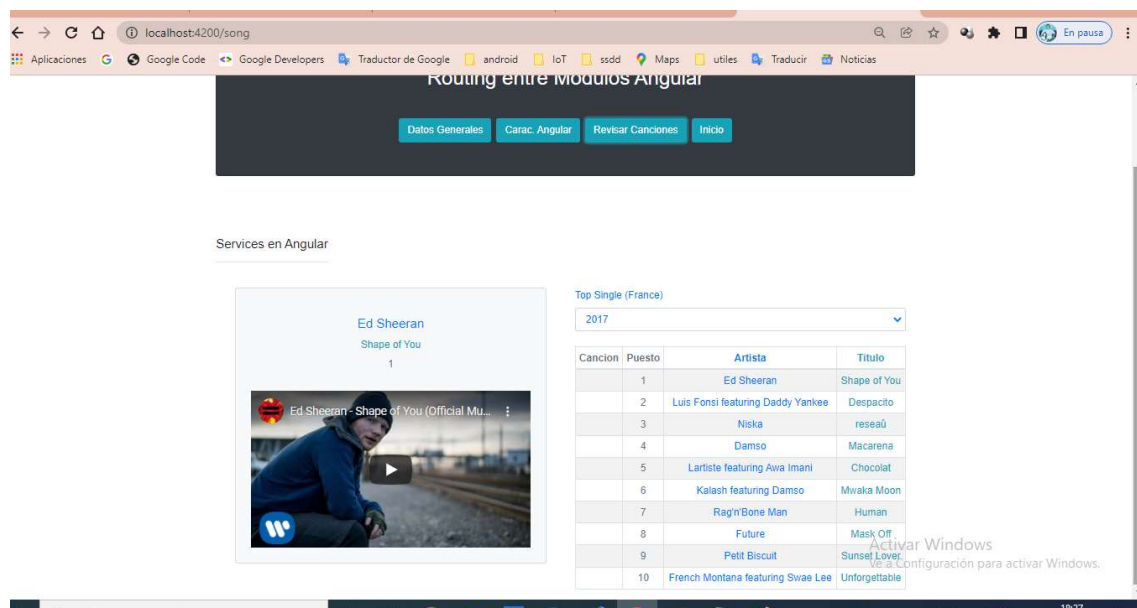 localhost:4200/song
En pausa
Aplicaciones Google Code Google Developers Traductor de Google android IoT ssdd Maps utiles Traducir Noticias
Routing entre Modulos Angular
Datos Generales Carac. Angular Revisar Canciones Inicio
Services en Angular
Ed Sheeran
Shape of You
1
Ed Sheeran - Shape of You (Official Mu...
Top Single (France)
2017
Cancion Puesto Artista Titulo
1 Ed Sheeran Shape of You
2 Luis Fonsi featuring Daddy Yankee Despacito
3 Niska reseaû
4 Damso Macarena
5 Lartiste featuring Awa Imani Chocolat
6 Kalash featuring Damso Mwaka Moon
7 Rag'n'Bone Man Human
8 Future Mask Off
9 Petit Biscuit Sunset Lover
10 French Montana featuring Swae Lee Unforgettable
Activar Windows
Ve a Configuración para activar Windows.
18:27